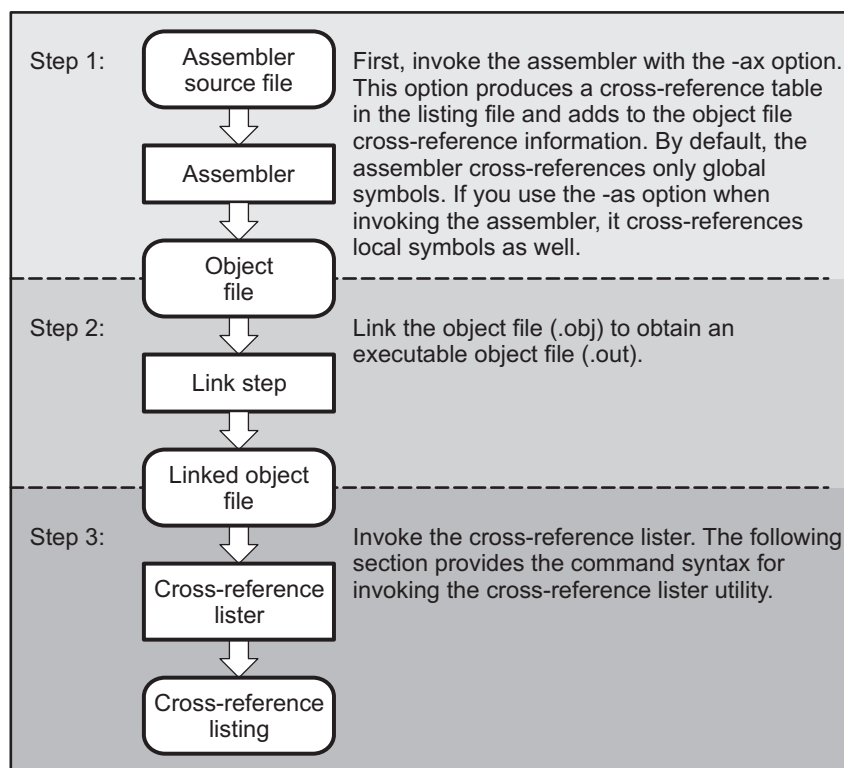 Step 1:
Assembler
source file
Assembler
Object
file
First, invoke the assembler with the -ax option.
This option produces a cross-reference table
in the listing file and adds to the object file
cross-reference information. By default, the
assembler cross-references only global
symbols. If you use the -as option when
invoking the assembler, it cross-references
local symbols as well.
Step 2:
Link step
Linked object
file
Link the object file (.obj) to obtain an
executable object file (.out).
Step 3:
Cross-reference
lister
Cross-reference
listing
Invoke the cross-reference lister. The following
section provides the command syntax for
invoking the cross-reference lister utility.